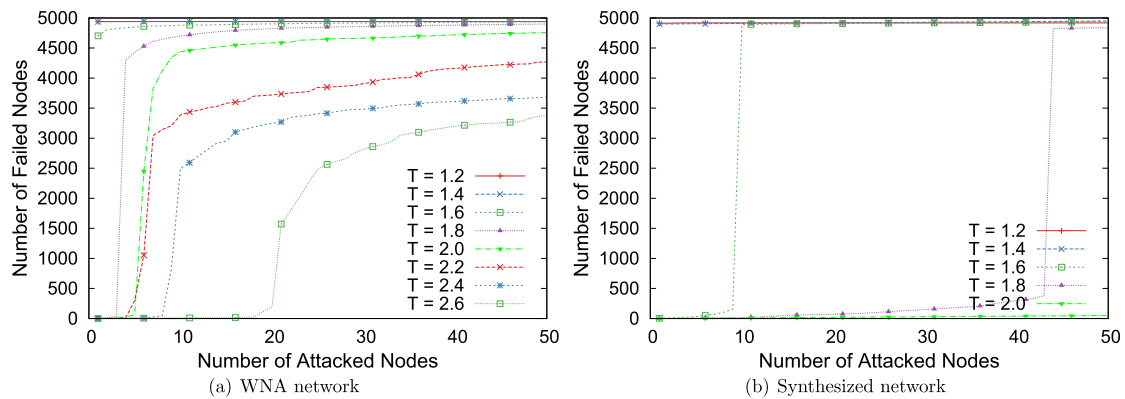 Number of Failed Nodes
5000
4500
4000
3500
3000
2500
2000
1500
1000
500
0
T = 1.2
T = 1.4
T = 1.6
T = 1.8
T = 2.0
T = 2.2
T = 2.4
T = 2.6
0 10 20 30 40 50
Number of Attacked Nodes
(a) WNA network
Number of Failed Nodes
5000
4500
4000
3500
3000
2500
2000
1500
1000
500
0
T = 1.2
T = 1.4
T = 1.6
T = 1.8
T = 2.0
0 10 20 30 40 50
Number of Attacked Nodes
(b) Synthesized network